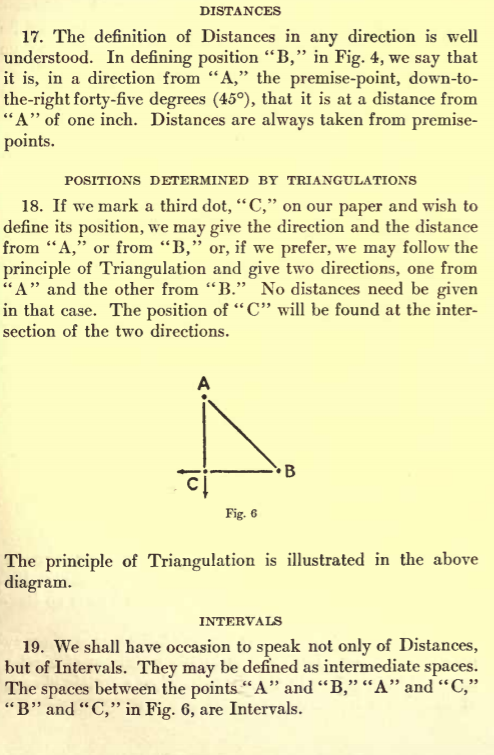 DISTANCES
17. The definition of Distances in any direction is well
understood. In defining position “B,” in Fig. 4, we say that
it is, in a direction from “A,” the premise-point, down-to-
the-right forty-five degrees (45°), that it is at a distance from
“A” of one inch. Distances are always taken from premise-
points.
POSITIONS DETERMINED BY TRIANGULATIONS
18. If we mark a third dot, “C,” on our paper and wish to
define its position, we may give the direction and the distance
from “A,” or from “B,” or, if we prefer, we may follow the
principle of Triangulation and give two directions, one from
“A” and the other from “B.” No distances need be given
in that case. The position of “C” will be found at the inter-
section of the two directions.
A
B
C
Fig. 6
The principle of Triangulation is illustrated in the above
diagram.
INTERVALS
19. We shall have occasion to speak not only of Distances,
but of Intervals. They may be defined as intermediate spaces.
The spaces between the points “A” and “B,” “A” and “C,”
“B” and “C,” in Fig. 6, are Intervals.